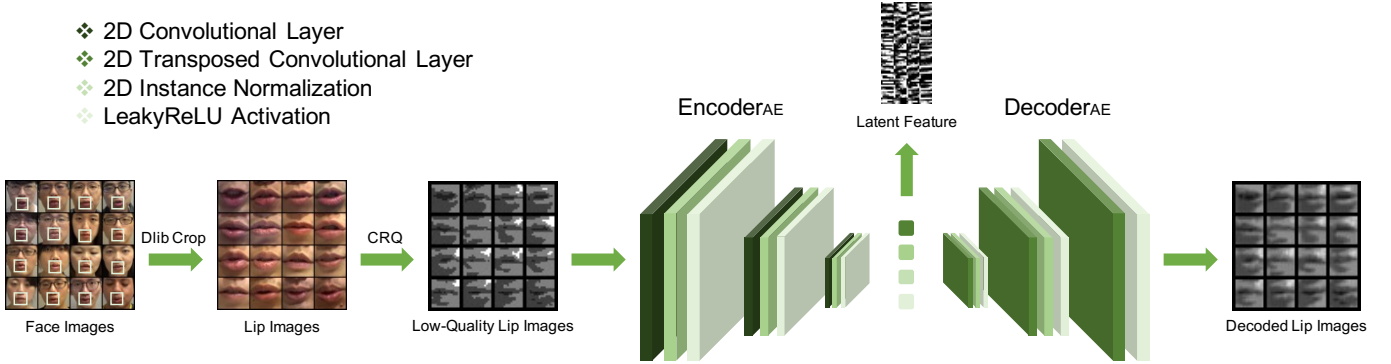 ❖ 2D Convolutional Layer
❖ 2D Transposed Convolutional Layer
❖ 2D Instance Normalization
❖ LeakyReLU Activation
EncoderAE
Latent Feature
DecoderAE
Dlib Crop
CRQ
Face Images
Lip Images
Low-Quality Lip Images
Decoded Lip Images